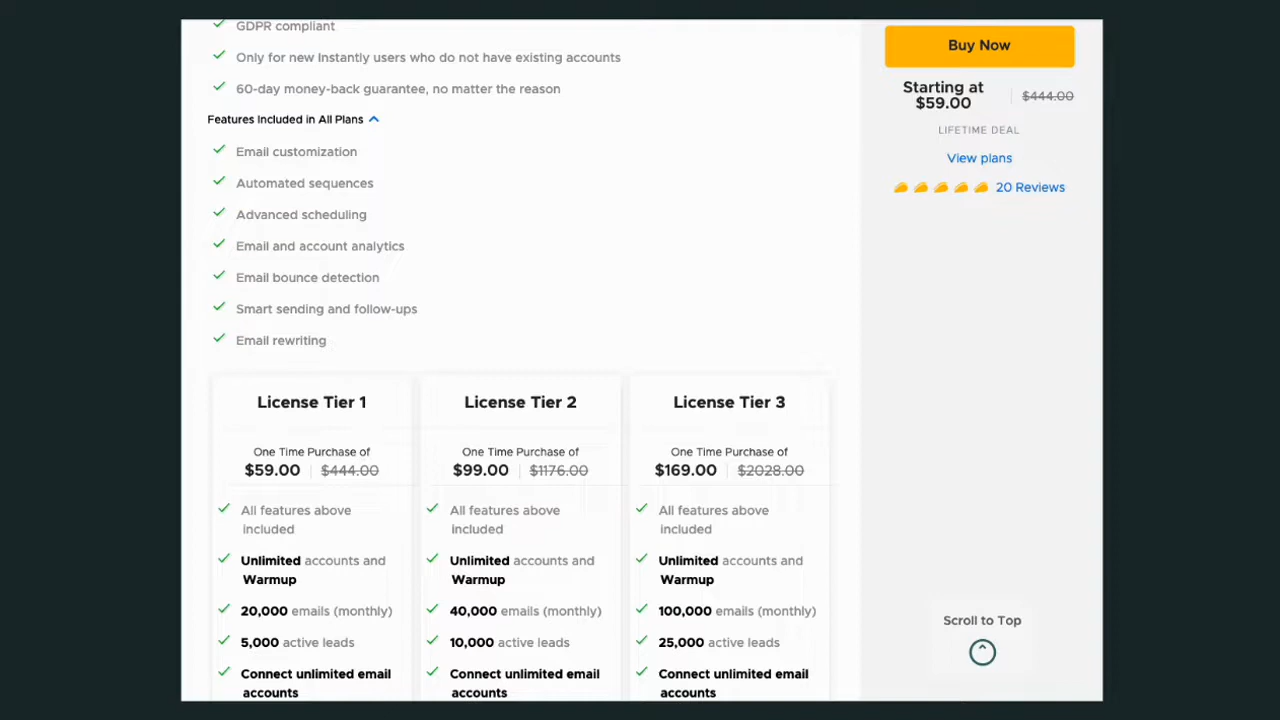 GDPR compliant
Only for new Instantly users who do not have existing accounts
60-day money-back guarantee, no matter the reason
Features Included in All Plans
Email customization
Automated sequences
Advanced scheduling
Email and account analytics
Email bounce detection
Smart sending and follow-ups
Email rewriting
License Tier 1
One Time Purchase of
$59.00 $444.00
All features above
included
Unlimited accounts and
Warmup
20,000 emails (monthly)
5,000 active leads
Connect unlimited email
accounts
License Tier 2
One Time Purchase of
$99.00 $1176.00
All features above
included
Unlimited accounts and
Warmup
40,000 emails (monthly)
10,000 active leads
Connect unlimited email
accounts
License Tier 3
One Time Purchase of
$169.00 $2028.00
All features above
included
Unlimited accounts and
Warmup
100,000 emails (monthly)
25,000 active leads
Connect unlimited email
accounts
Buy Now
Starting at
$59.00 $444.00
LIFETIME DEAL
View plans
20 Reviews
Scroll to Top